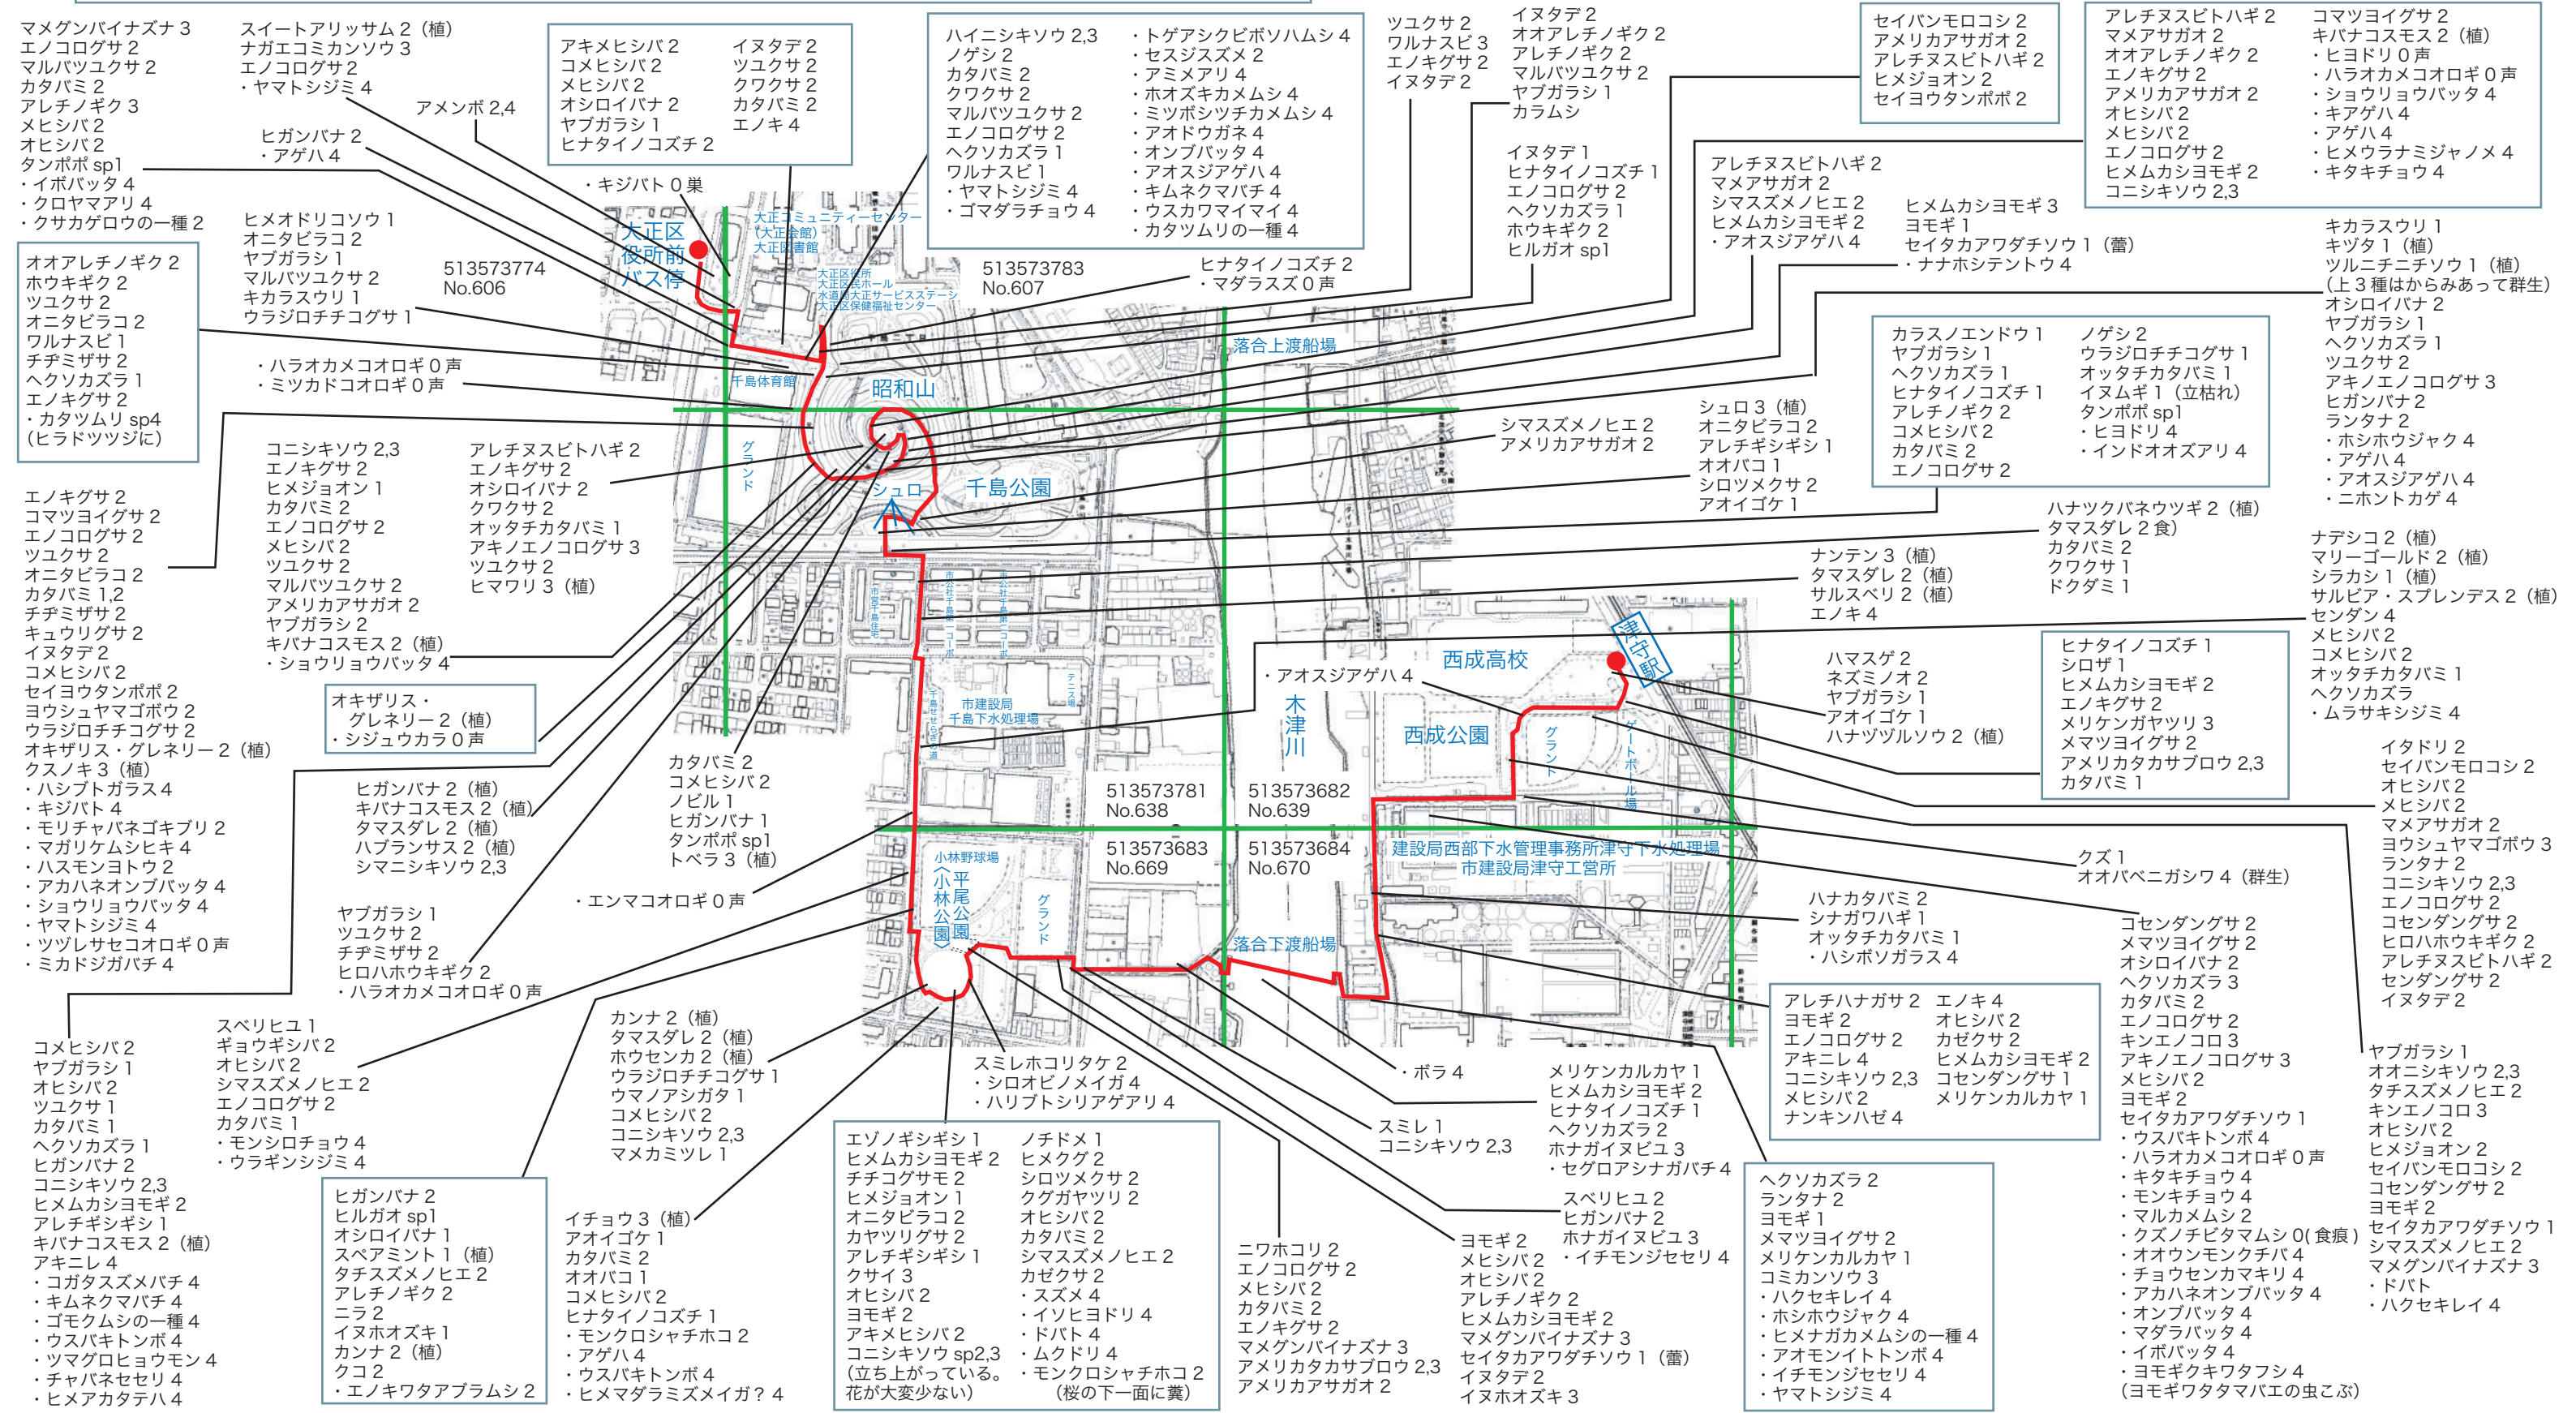 マメグンバイナズナ 3
エノコログサ 2
マルバツユクサ 2
カタバミ 2
アレチノギク 3
メヒシバ 2
オヒシバ 2
タンポポ sp1
・イボバッタ 4
・クロヤマアリ 4
・クサカゲロウの一種 2
スイートアリッサム 2（植）
ナガエコミカンソウ 3
エノコログサ2
・ヤマトシジミ 4
アメンボ 2,4
ヒガンバナ 2
・アゲハ 4
ヒメオドリコソウ 1
オニタビラコ 2
ヤブガラシ 1
マルバツユクサ 2
キカラスウリ 1
ウラジロチチコグサ 1
アキメヒシバ 2
コメヒシバ 2
メヒシバ 2
オシロイバナ 2
ヤブガラシ 1
ヒナタイノコズチ 2
イヌタデ 2
ツユクサ 2
クワクサ 2
カタバミ 2
エノキ 4
・キジバト 0 巣
ハイニシキソウ 2,3
ノゲシ 2
カタバミ 2
クワクサ 2
マルバツユクサ 2
エノコログサ 2
ヘクソカズラ 1
ワルナスビ 1
・ヤマトシジミ 4
・ゴマダラチョウ 4
・トゲアシクビボソハムシ 4
・セスジスズメ 2
・アミメアリ 4
・ホオズキカメムシ 4
・ミツボシツチカメムシ 4
・アオドウガネ 4
・オンブバッタ 4
・アオスジアゲハ 4
・キムネクマバチ 4
・ウスカワマイマイ 4
・カタツムリの一種 4
ツユクサ 2
ワルナスビ 3
エノキグサ 2
イヌタデ 2
イヌタデ 2
オオアレチノギク 2
アレチノギク 2
マルバツユクサ 2
ヤブガラシ 1
カラムシ
イヌタデ 1
ヒナタイノコズチ 1
エノコログサ 2
ヘクソカズラ 1
ホウキギク 2
ヒルガオ sp1
セイバンモロコシ 2
アメリカアサガオ 2
アレチヌスビトハギ 2
ヒメジョオン 2
セイヨウタンポポ 2
アレチヌスビトハギ 2
マメアサガオ 2
オオアレチノギク 2
エノキグサ 2
アメリカアサガオ 2
オヒシバ 2
メヒシバ 2
エノコログサ 2
ヒメムカシヨモギ 2
コニシキソウ 2,3
コマツヨイグサ 2
キバナコスモス 2（植）
・ヒヨドリ 0 声
・ハラオカメコオロギ 0 声
・ショウリョウバッタ 4
・キアゲハ 4
・アゲハ 4
・ヒメウラナミジャノメ 4
・キタキチョウ 4
アレチヌスビトハギ 2
マメアサガオ 2
シマスズメノヒエ 2
ヒメムカシヨモギ 2
・アオスジアゲハ 4
ヒメムカシヨモギ 3
ヨモギ 1
セイタカアワダチソウ 1（蕾）
・ナナホシテントウ 4
キカラスウリ 1
キヅタ 1（植）
ツルニチニチソウ 1（植）
（上 3 種はからみあって群生）
オシロイバナ 2
ヤブガラシ 1
ヘクソカズラ 1
ツユクサ 2
アキノエノコログサ 3
ヒガンバナ 2
ランタナ 2
・ホシホウジャク 4
・アゲハ 4
・アオスジアゲハ 4
・ニホントカゲ 4
513573774
No.606
513573783
No.607
大正区
役所前
バス停
大正コミュニティーセンター
（大正会館）
大正図書館
大正区役所
大正区民ホール
水道局大正サービスステーシ
大正区保健福祉センター
ヒナタイノコズチ 2
・マダラスズ 0 声
落合上渡船場
千島体育館
昭和山
グランド
シュロ
千島公園
オオアレチノギク 2
ホウキギク 2
ツユクサ 2
オニタビラコ 2
ワルナスビ 1
チヂミザサ 2
ヘクソカズラ 1
エノキグサ 2
・カタツムリ sp4
（ヒラドツツジに）
・ハラオカメコオロギ 0 声
・ミツカドコオロギ 0 声
カラスノエンドウ 1
ヤブガラシ 1
ヘクソカズラ 1
ヒナタイノコズチ 1
アレチノギク 2
コメヒシバ 2
カタバミ 2
エノコログサ 2
ノゲシ 2
ウラジロチチコグサ 1
オッタチカタバミ 1
イヌムギ 1（立枯れ）
タンポポ sp1
・ヒヨドリ 4
・インドオオズアリ 4
シマスズメノヒエ 2
アメリカアサガオ 2
シュロ 3（植）
オニタビラコ 2
アレチギシギシ 1
オオバコ 1
シロツメクサ 2
アオイゴケ 1
コニシキソウ 2,3
エノキグサ 2
ヒメジョオン 1
カタバミ 2
エノコログサ 2
メヒシバ 2
ツユクサ 2
マルバツユクサ 2
アメリカアサガオ 2
ヤブガラシ 2
キバナコスモス 2（植）
・ショウリョウバッタ 4
アレチヌスビトハギ 2
エノキグサ 2
オシロイバナ 2
クワクサ 2
オッタチカタバミ 1
アキノエノコログサ 3
ツユクサ 2
ヒマワリ 3（植）
エノキグサ 2
コマツヨイグサ 2
エノコログサ 2
ツユクサ 2
オニタビラコ 2
カタバミ 1,2
チヂミザサ 2
キュウリグサ 2
イヌタデ 2
コメヒシバ 2
セイヨウタンポポ 2
ヨウシュヤマゴボウ 2
ウラジロチチコグサ 2
オキザリス・グレネリー 2（植）
クスノキ 3（植）
・ハシブトガラス 4
・キジバト 4
・モリチャバネゴキブリ 2
・マガリケムシヒキ 4
・ハスモンヨトウ 2
・アカハネオンブバッタ 4
・ショウリョウバッタ 4
・ヤマトシジミ 4
・ツヅレサセコオロギ 0 声
・ミカドジガバチ 4
ハナツクバネウツギ 2（植）
タマスダレ 2 食）
カタバミ 2
クワクサ 1
ドクダミ 1
ナンテン 3（植）
タマスダレ 2（植）
サルスベリ 2（植）
エノキ 4
ナデシコ 2（植）
マリーゴールド 2（植）
シラカシ 1（植）
サルビア・スプレンデス 2（植）
センダン 4
メヒシバ 2
コメヒシバ 2
オッタチカタバミ 1
ヘクソカズラ
・ムラサキシジミ 4
市営千島住宅
市公社千島第一コーポ
市公社千島第二コーポ
テニス場
市建設局
千島下水処理場
千島せせらぎの道
オキザリス・
グレネリー 2（植）
・シジュウカラ 0 声
ヒガンバナ 2（植）
キバナコスモス 2（植）
タマスダレ 2（植）
ハブランサス 2（植）
シマニシキソウ 2,3
カタバミ 2
コメヒシバ 2
ノビル 1
ヒガンバナ 1
タンポポ sp1
トベラ 3（植）
・アオスジアゲハ 4
木津川
西成高校
津守駅
西成公園
グランド
ゲートボール場
ハマスゲ 2
ネズミノオ 2
ヤブガラシ 1
アオイゴケ 1
ハナヅヅルソウ 2（植）
ヒナタイノコズチ 1
シロザ 1
ヒメムカシヨモギ 2
エノキグサ 2
メリケンガヤツリ 3
メマツヨイグサ 2
アメリカタカサブロウ 2,3
カタバミ 1
イタドリ 2
セイバンモロコシ 2
オヒシバ 2
メヒシバ 2
マメアサガオ 2
ヨウシュヤマゴボウ 3
ランタナ 2
コニシキソウ 2,3
エノコログサ 2
コセンダングサ 2
ヒロハホウキギク 2
アレチヌスビトハギ 2
センダングサ 2
イヌタデ 2
513573781
No.638
513573682
No.639
513573683
No.669
513573684
No.670
建設局西部下水管理事務所津守下水処理場
市建設局津守工営所
クズ 1
オオバベニガシワ 4（群生）
ハナカタバミ 2
シナガワハギ 1
オッタチカタバミ 1
・ハシボソガラス 4
小林野球場
平尾公園
〈小林公園〉
グランド
落合下渡船場
・エンマコオロギ 0 声
ヤブガラシ 1
ツユクサ 2
チヂミザサ 2
ヒロハホウキギク 2
・ハラオカメコオロギ 0 声
コメヒシバ 2
ヤブガラシ 1
オヒシバ 2
ツユクサ 1
カタバミ 1
ヘクソカズラ 1
ヒガンバナ 2
コニシキソウ 2,3
ヒメムカシヨモギ 2
アレチギシギシ 1
キバナコスモス 2（植）
アキニレ 4
・コガタスズメバチ 4
・キムネクマバチ 4
・ゴモクムシの一種 4
・ウスバキトンボ 4
・ツマグロヒョウモン 4
・チャバネセセリ 4
・ヒメアカタテハ 4
スベリヒユ 1
ギョウギシバ 2
オヒシバ 2
シマスズメノヒエ 2
エノコログサ 2
カタバミ 1
・モンシロチョウ 4
・ウラギンシジミ 4
ヒガンバナ 2
ヒルガオ sp1
オシロイバナ 1
スペアミント 1（植）
タチスズメノヒエ 2
アレチノギク 2
ニラ 2
イヌホオズキ 1
カンナ 2（植）
クコ 2
・エノキワタアブラムシ 2
カンナ 2（植）
タマスダレ 2（植）
ホウセンカ 2（植）
ウラジロチチコグサ 1
ウマノアシガタ 1
コメヒシバ 2
コニシキソウ 2,3
マメカミツレ 1
イチョウ 3（植）
アオイゴケ 1
カタバミ 2
オオバコ 1
コメヒシバ 2
ヒナタイノコズチ 1
・モンクロシャチホコ 2
・アゲハ 4
・ウスバキトンボ 4
・ヒメマダラミズメイガ？ 4
スミレホコリタケ 2
・シロオビノメイガ 4
・ハリブトシリアゲアリ 4
エゾノギシギシ 1
ヒメムカシヨモギ 2
チチコグサモ 2
ヒメジョオン 1
オニタビラコ 2
カヤツリグサ 2
アレチギシギシ 1
クサイ 3
オヒシバ 2
ヨモギ 2
アキメヒシバ 2
コニシキソウ sp2,3
（立ち上がっている。
花が大変少ない）
ノチドメ 1
ヒメクグ 2
シロツメクサ 2
クグガヤツリ 2
オヒシバ 2
カタバミ 2
シマスズメノヒエ 2
カゼクサ 2
・スズメ 4
・イソヒヨドリ 4
・ドバト 4
・ムクドリ 4
・モンクロシャチホコ 2
（桜の下一面に糞）
ニワホコリ 2
エノコログサ 2
メヒシバ 2
カタバミ 2
エノキグサ 2
マメグンバイナズナ 3
アメリカタカサブロウ 2,3
アメリカアサガオ 2
・ボラ 4
スミレ 1
コニシキソウ 2,3
メリケンカルカヤ 1
ヒメムカシヨモギ 2
ヒナタイノコズチ 1
ヘクソカズラ 2
ホナガイヌビユ 3
・セグロアシナガバチ 4
スベリヒユ 2
ヒガンバナ 2
ホナガイヌビユ 3
・イチモンジセセリ 4
ヨモギ 2
メヒシバ 2
オヒシバ 2
アレチノギク 2
ヒメムカシヨモギ 2
マメグンバイナズナ 3
セイタカアワダチソウ 1（蕾）
イヌタデ 2
イヌホオズキ 3
アレチハナガサ 2
ヨモギ 2
エノコログサ 2
アキニレ 4
コニシキソウ 2,3
メヒシバ 2
ナンキンハゼ 4
エノキ 4
オヒシバ 2
カゼクサ 2
ヒメムカシヨモギ 2
コセンダングサ 1
メリケンカルカヤ 1
ヘクソカズラ 2
ランタナ 2
ヨモギ 1
メマツヨイグサ 2
メリケンカルカヤ 1
コミカンソウ 3
・ハクセキレイ 4
・ホシホウジャク 4
・ヒメナガカメムシの一種 4
・アオモンイトトンボ 4
・イチモンジセセリ 4
・ヤマトシジミ 4
コセンダングサ 2
メマツヨイグサ 2
オシロイバナ 2
ヘクソカズラ 3
カタバミ 2
エノコログサ 2
キンエノコロ 3
アキノエノコログサ 3
メヒシバ 2
ヨモギ 2
セイタカアワダチソウ 1
・ウスバキトンボ 4
・ハラオカメコオロギ 0 声
・キタキチョウ 4
・モンキチョウ 4
・マルカメムシ 2
・クズノチビタマムシ 0( 食痕 )
・オオウンモンクチバ 4
・チョウセンカマキリ 4
・アカハネオンブバッタ 4
・オンブバッタ 4
・マダラバッタ 4
・イボバッタ 4
・ヨモギクキワタフシ 4
（ヨモギワタタマバエの虫こぶ）
ヤブガラシ 1
オオニシキソウ 2,3
タチスズメノヒエ 2
キンエノコロ 3
オヒシバ 2
ヒメジョオン 2
セイバンモロコシ 2
コセンダングサ 2
ヨモギ 2
セイタカアワダチソウ 1
シマスズメノヒエ 2
マメグンバイナズナ 3
・ドバト
・ハクセキレイ 4